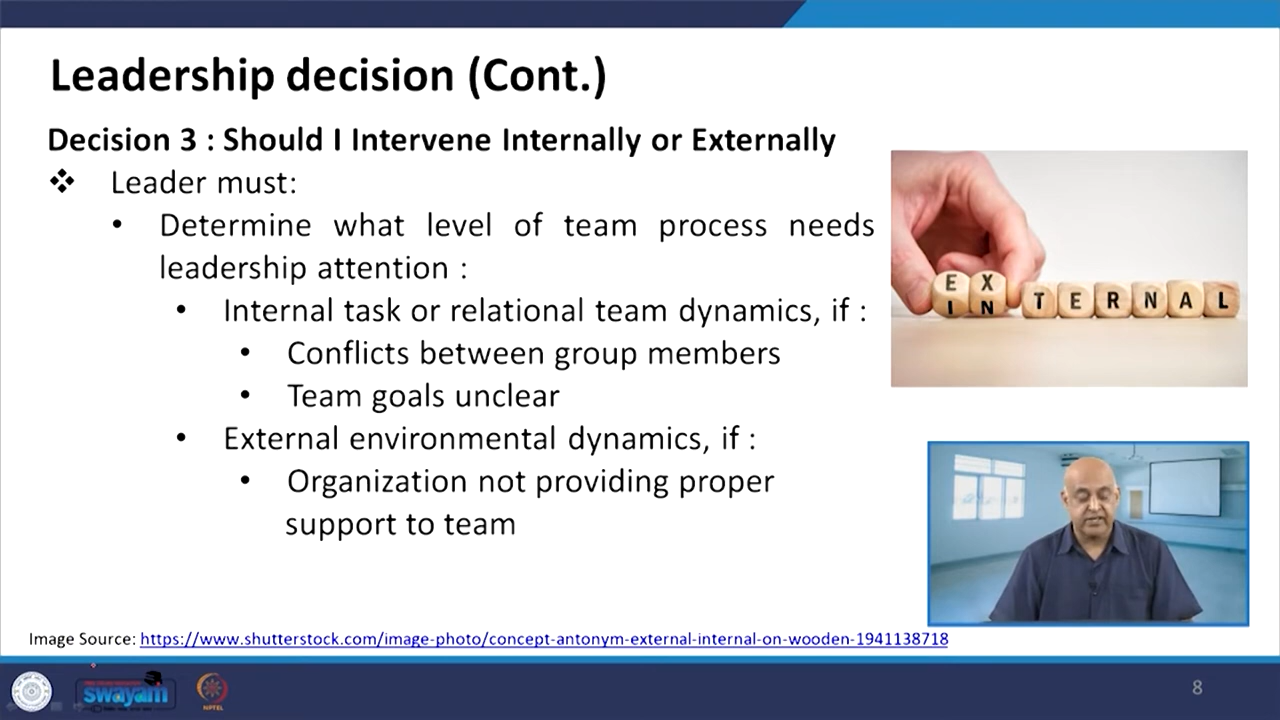 Leadership decision (Cont.)
Decision 3 : Should I Intervene Internally or Externally
❖ Leader must:
• Determine what level of team process needs
leadership attention :
• Internal task or relational team dynamics, if :
• Conflicts between group members
• Team goals unclear
• External environmental dynamics, if :
• Organization not providing proper
support to team
EX
IN TERNAL
Image Source: https://www.shutterstock.com/image-photo/concept-antonym-external-internal-on-wooden-1941138718
swayam
NPTEL
8